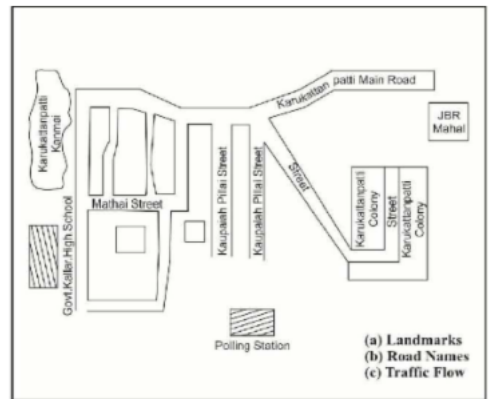 Karukattanpatti Main Road
Karukattanpatti
Kanmai
JBR
Mahal
Mathai Street
Govt.Kallar.High School
Kaupaiah Pillai Street
Kaupaiah Pillai Street
Street
Karukattanpatti
Colony
Street
Karukattanpatti
Colony
Polling Station
(a) Landmarks
(b) Road Names
(c) Traffic Flow